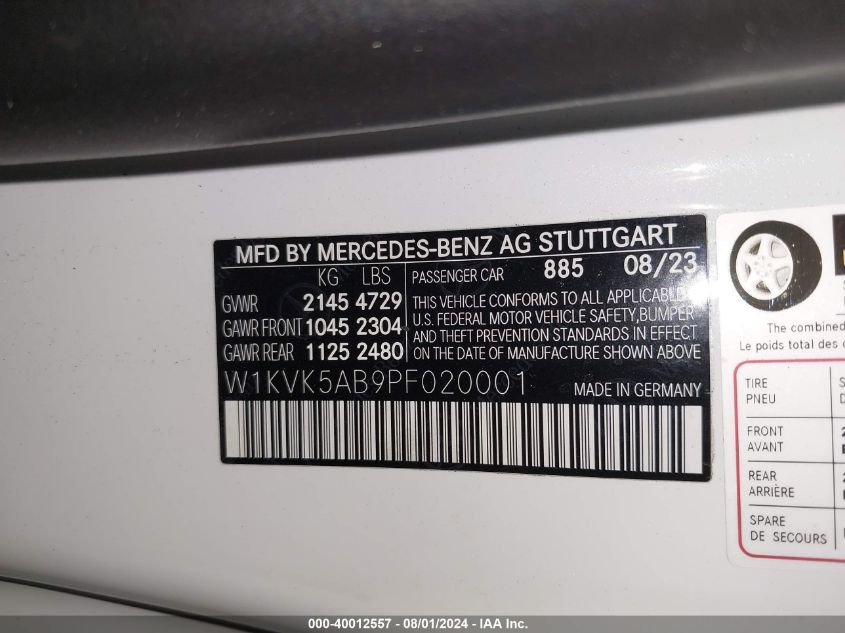 MFD BY MERCEDES-BENZ AG STUTTGART
KG LBS
PASSENGER CAR 885 08/23
GVWR 2145 4729
GAWR FRONT 1045 2304
GAWR REAR 1125 2480
THIS VEHICLE CONFORMS TO ALL APPLICABLE
U.S. FEDERAL MOTOR VEHICLE SAFETY, BUMPER
AND THEFT PREVENTION STANDARDS IN EFFECT
ON THE DATE OF MANUFACTURE SHOWN ABOVE
W1KVK5AB9PF020001
MADE IN GERMANY
The combined
Le poids total des
TIRE
PNEU
FRONT
AVANT
REAR
ARRIÈRE
SPARE
DE SECOURS
000-40012557 - 08/01/2024 - IAA Inc.